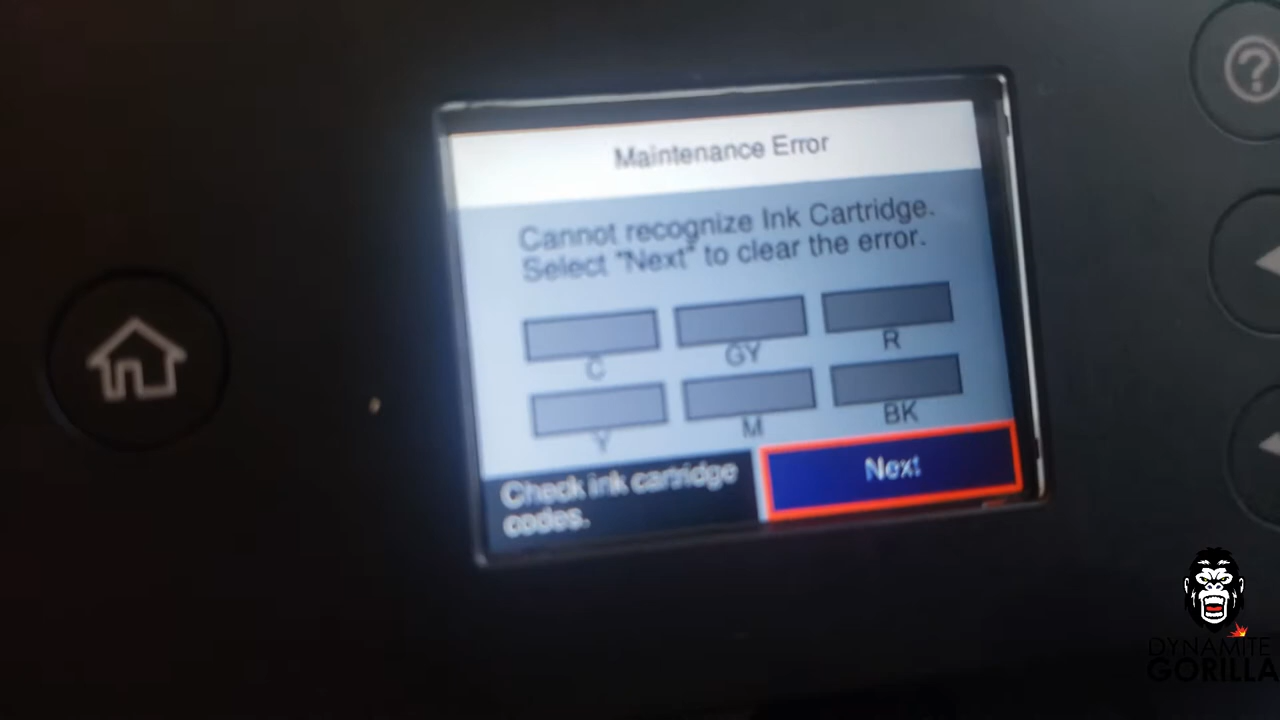 Maintenance Error
Cannot recognize Ink Cartridge.
Select "Next" to clear the error.
C GY R
Y M BK
Check ink cartridge
codes.
Next
?
DYNAMITE
GORILLA